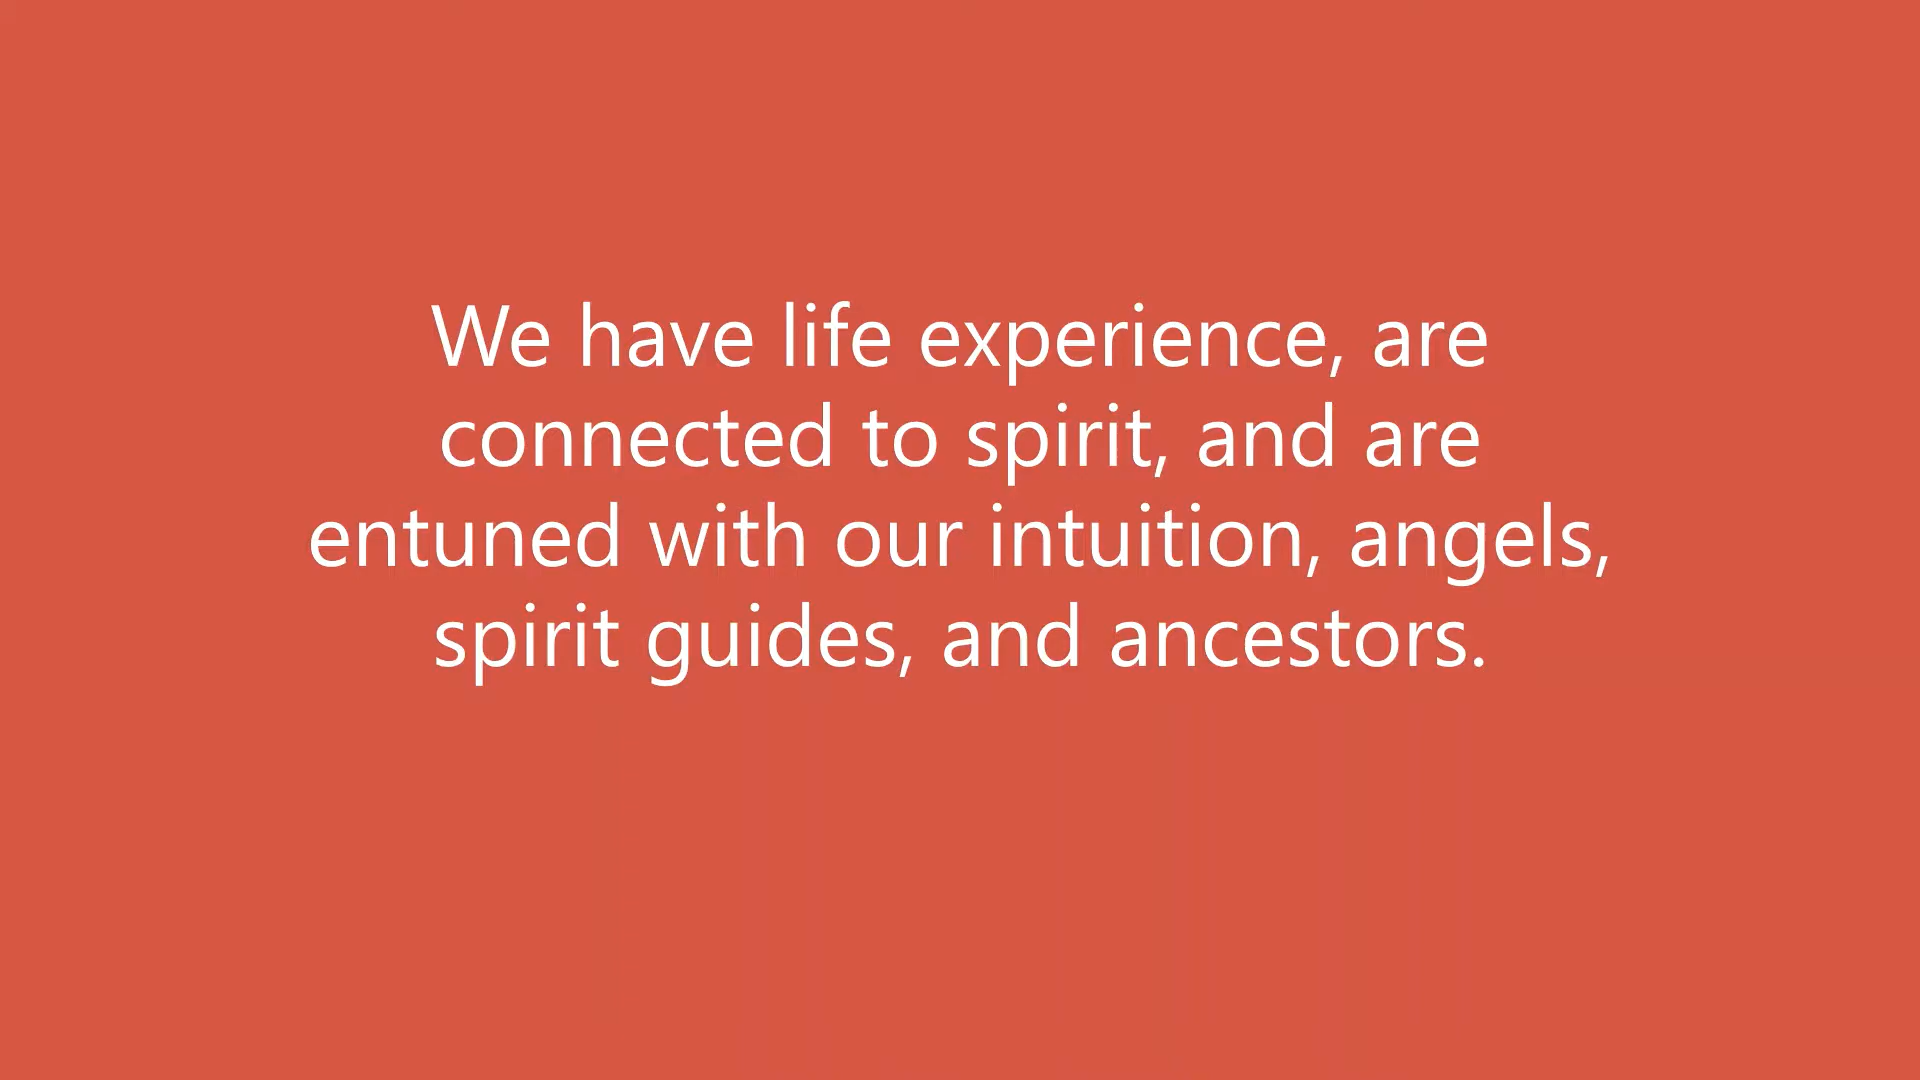 We have life experience, are
connected to spirit, and are
entuned with our intuition, angels,
spirit guides, and ancestors.